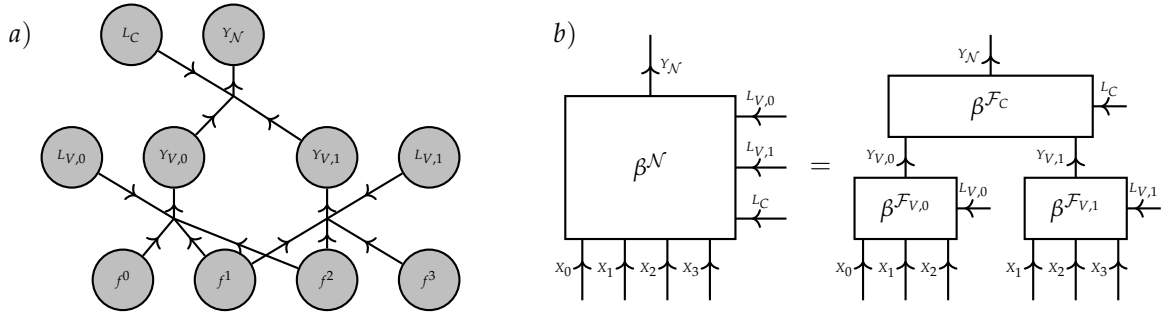 a)
L_C Y_𝒩
L_{V,0} Y_{V,0} Y_{V,1} L_{V,1}
f^0 f^1 f^2 f^3
b)
Y_𝒩
L_{V,0}
L_{V,1}
L_C
β^𝒩
X_0 X_1 X_2 X_3
=
Y_𝒩
β^{ℱ_C} L_C
Y_{V,0} Y_{V,1}
β^{ℱ_{V,0}} L_{V,0} β^{ℱ_{V,1}} L_{V,1}
X_0 X_1 X_2 X_1 X_2 X_3